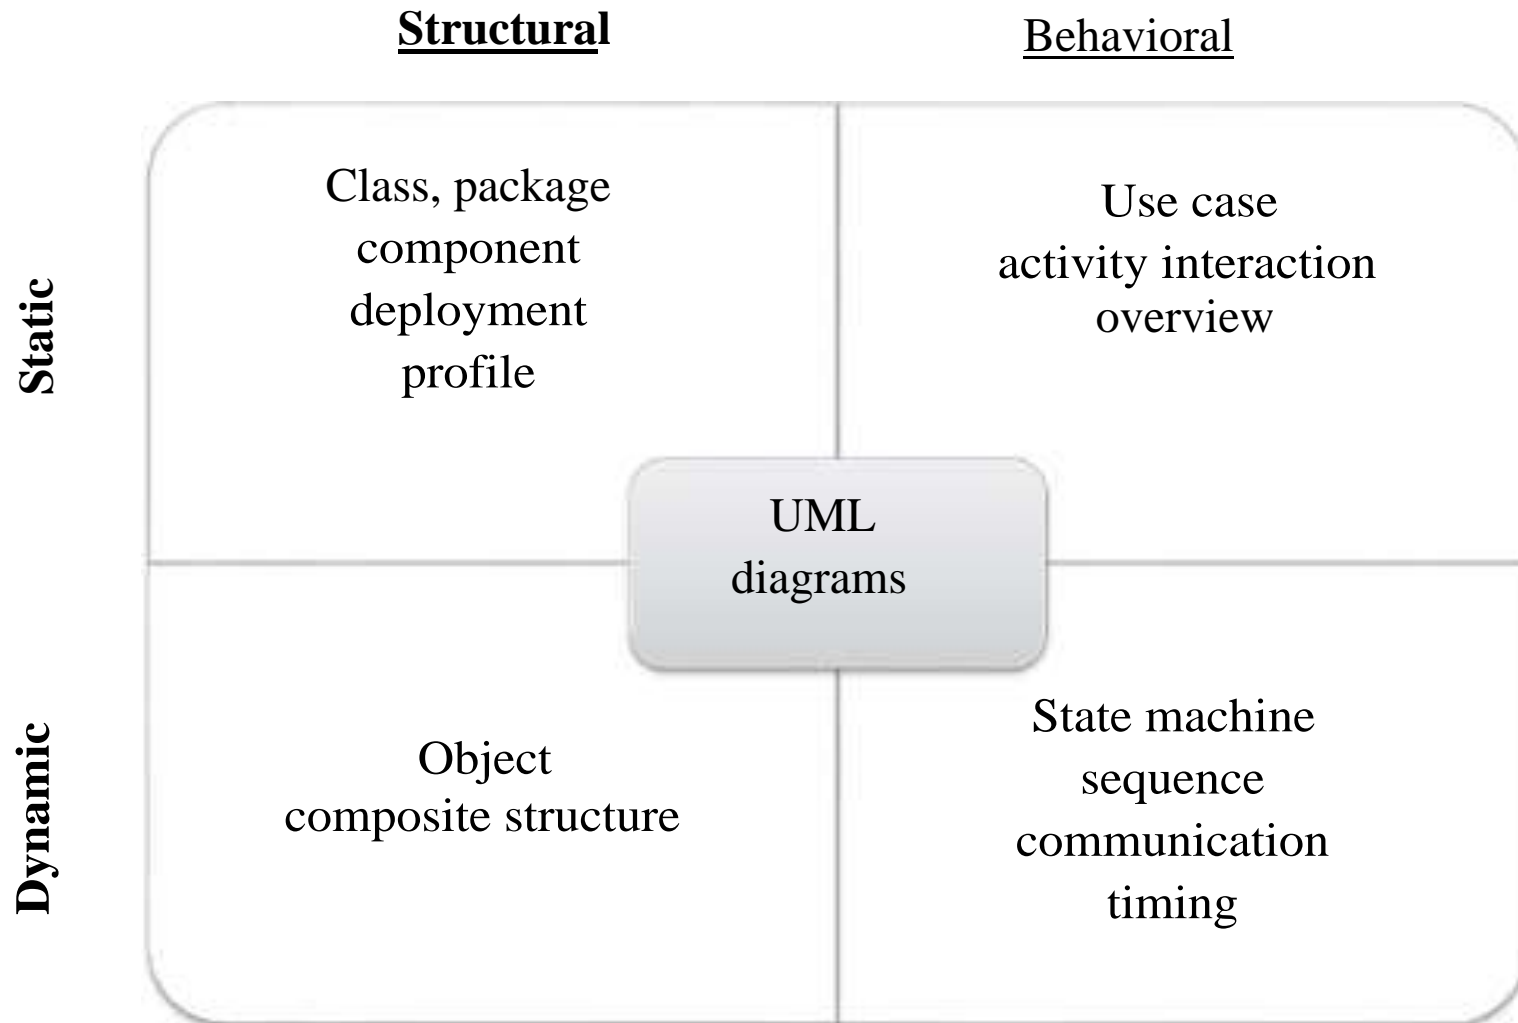 Structural
Behavioral
Static
Class, package
component
deployment
profile
Use case
activity interaction
overview
UML
diagrams
Dynamic
Object
composite structure
State machine
sequence
communication
timing